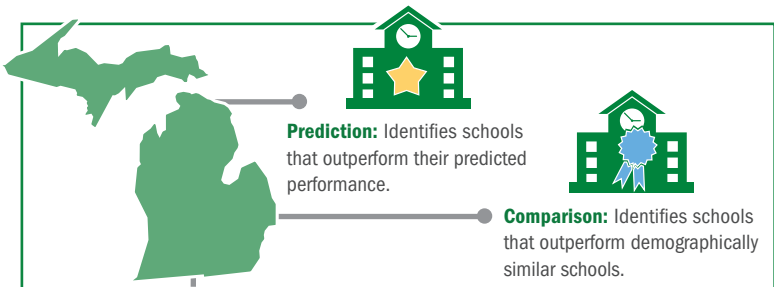 Prediction: Identifies schools
that outperform their predicted
performance.
Comparison: Identifies schools
that outperform demographically
similar schools.